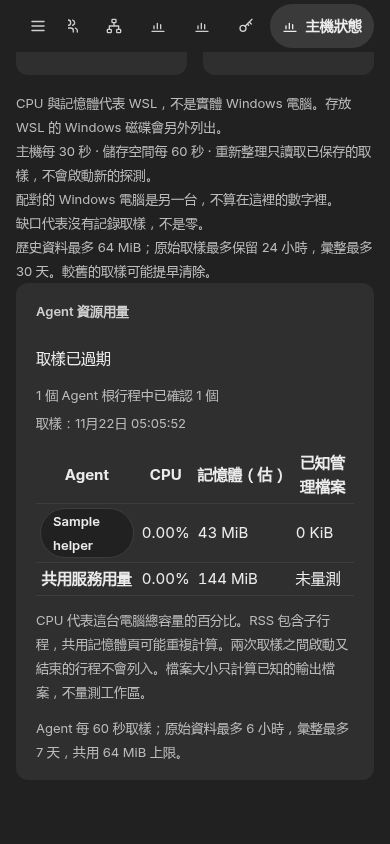 主機狀態
CPU 與記憶體代表 WSL，不是實體 Windows 電腦。存放
WSL 的 Windows 磁碟會另外列出。
主機每 30 秒 · 儲存空間每 60 秒 · 重新整理只讀取已保存的取
樣，不會啟動新的探測。
配對的 Windows 電腦是另一台，不算在這裡的數字裡。
缺口代表沒有記錄取樣，不是零。
歷史資料最多 64 MiB；原始取樣最多保留 24 小時，彙整最多
30 天。較舊的取樣可能提早清除。
Agent 資源用量
取樣已過期
1 個 Agent 根行程中已確認 1 個
取樣：11月22日 05:05:52
Agent CPU 記憶體（估） 已知管
理檔案
Sample
helper 0.00% 43 MiB 0 KiB
共用服務用量 0.00% 144 MiB 未量測
CPU 代表這台電腦總容量的百分比。RSS 包含子行
程，共用記憶體頁可能重複計算。兩次取樣之間啟動又
結束的行程不會列入。檔案大小只計算已知的輸出檔
案，不量測工作區。
Agent 每 60 秒取樣；原始資料最多 6 小時，彙整最多
7 天，共用 64 MiB 上限。